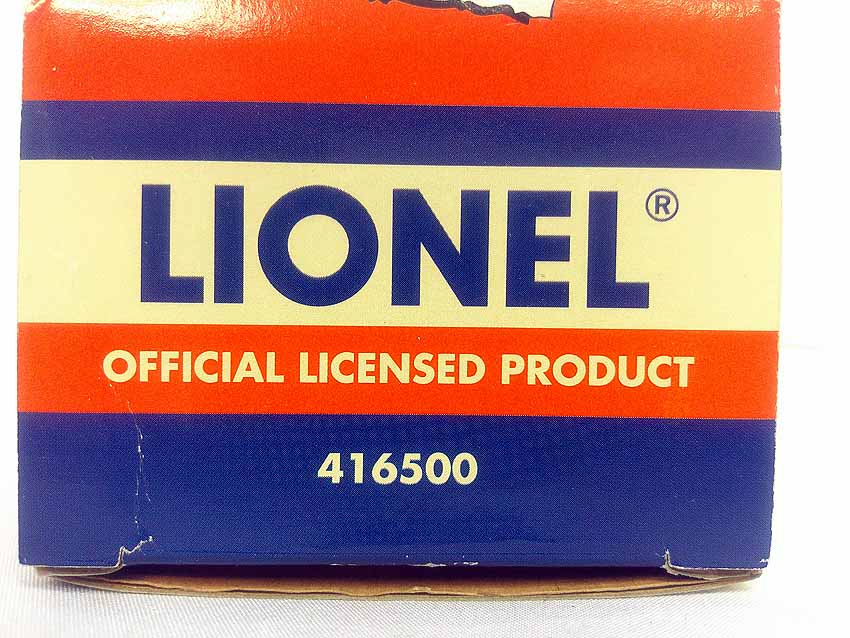 LIONEL®
OFFICIAL LICENSED PRODUCT
416500